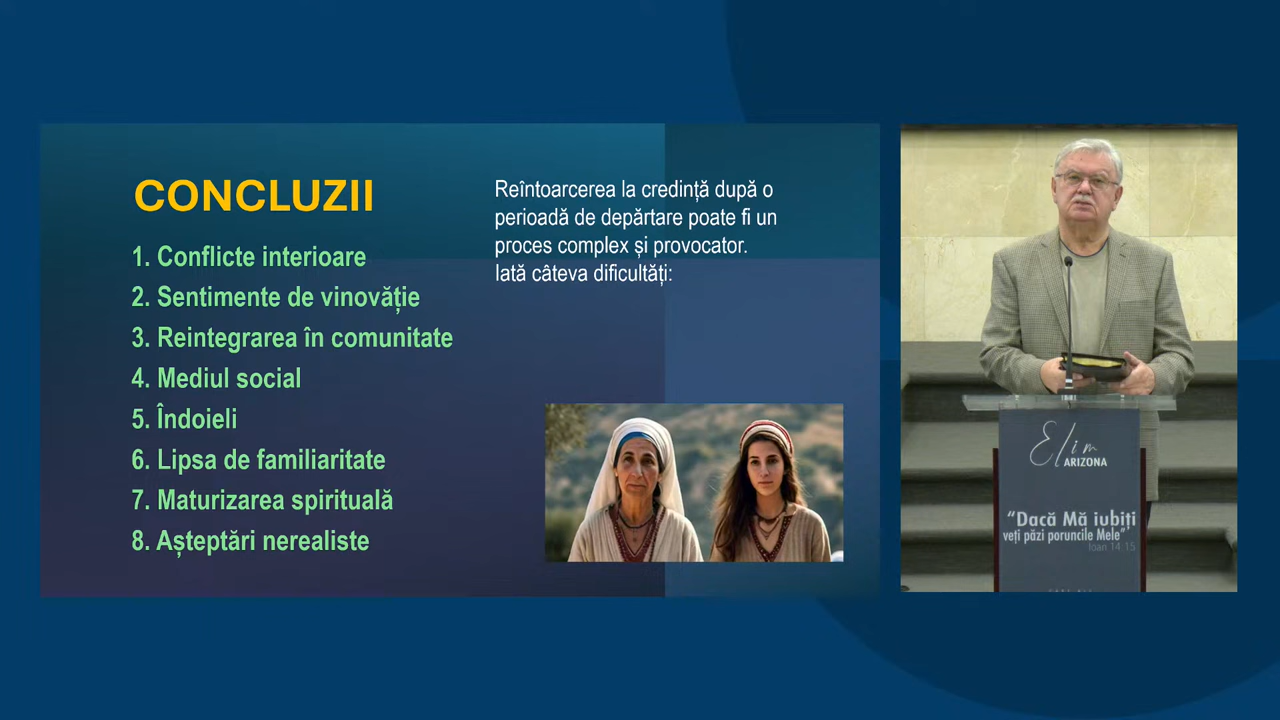 CONCLUZII
1. Conflicte interioare
2. Sentimente de vinovăție
3. Reintegrarea în comunitate
4. Mediul social
5. Îndoieli
6. Lipsa de familiaritate
7. Maturizarea spirituală
8. Așteptări nerealiste
Reîntoarcerea la credință după o
perioadă de depărtare poate fi un
proces complex și provocator.
Iată câteva dificultăți:
Elim
ARIZONA
“Dacă Mă iubiți
veți păzi poruncile Mele”
Ioan 14:15